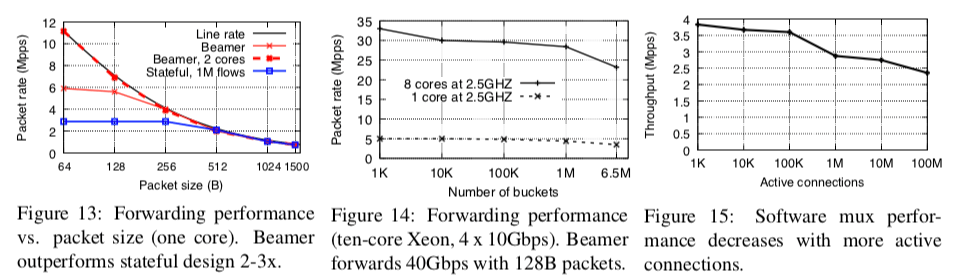 12
10
8
6
4
2
0
Packet rate (Mpps)
Line rate
Beamer
Beamer, 2 cores
Stateful, 1M flows
64 128 256 512 1024 1500
Packet size (B)
Figure 13: Forwarding performance
vs. packet size (one core). Beamer
outperforms stateful design 2-3x.
35
30
25
20
15
10
5
0
Packet rate (Mpps)
8 cores at 2.5GHZ
1 core at 2.5GHZ
1K 10K 100K 1M 6.5M
Number of buckets
Figure 14: Forwarding performance
(ten-core Xeon, 4 x 10Gbps). Beamer
forwards 40Gbps with 128B packets.
4
3.5
3
2.5
2
1.5
1
0.5
0
Throughput (Mpps)
1K 10K 100K 1M 10M 100M
Active connections
Figure 15: Software mux perfor-
mance decreases with more active
connections.